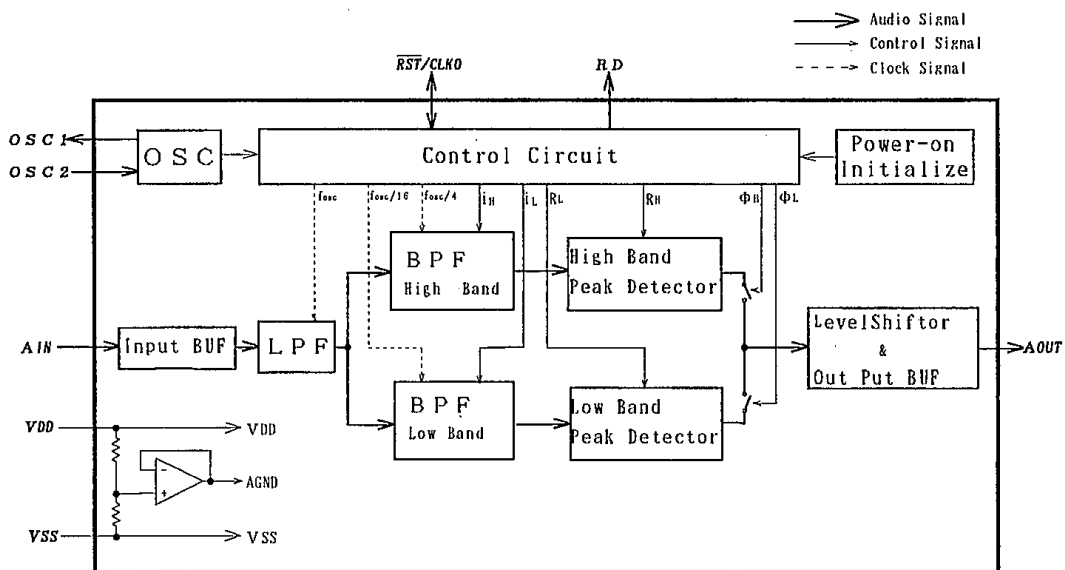 Audio Signal
Control Signal
Clock Signal
RST/CLKO
RD
OSC1
OSC2
OSC
Control Circuit
Power-on
Initialize
fosc
fosc/16
fosc/4
iH
iL
RL
RH
ΦH
ΦL
BPF
High Band
High Band
Peak Detector
AIN
Input BUF
LPF
LevelShiftor
&
Out Put BUF
AOUT
BPF
Low Band
Low Band
Peak Detector
VDD
VDD
-
+
AGND
VSS
VSS